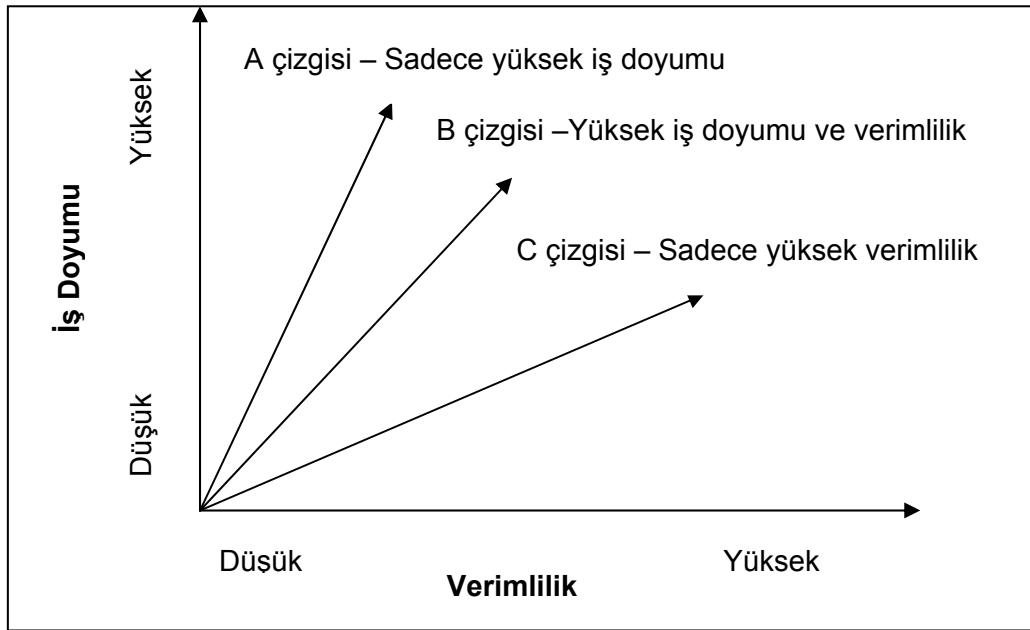 A çizgisi – Sadece yüksek iş doyumu
B çizgisi –Yüksek iş doyumu ve verimlilik
C çizgisi – Sadece yüksek verimlilik
Yüksek
İş Doyumu
Düşük
Düşük
Yüksek
Verimlilik